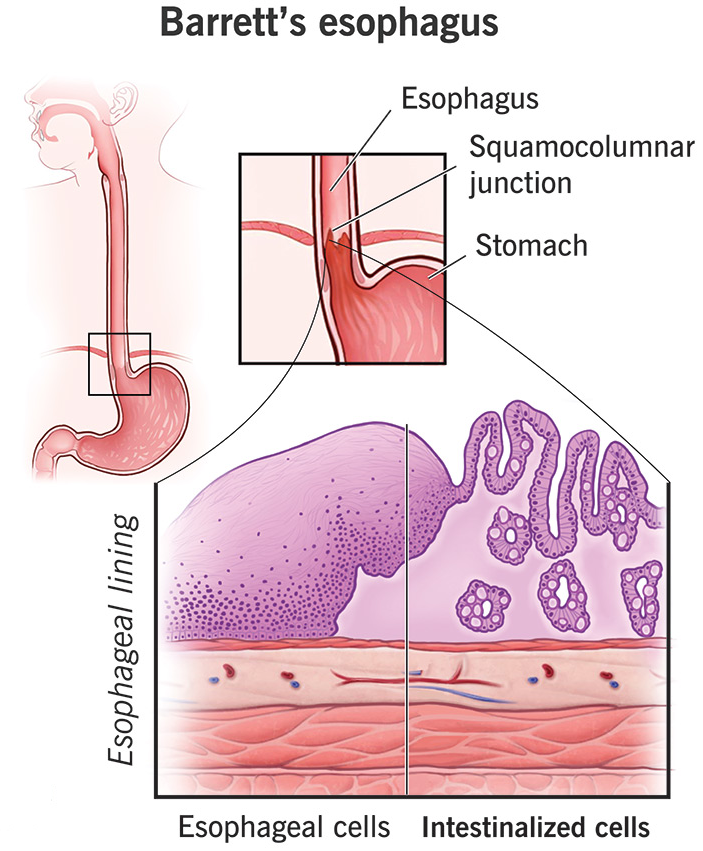 Barrett’s esophagus
Esophagus
Squamocolumnar
junction
Stomach
Esophageal lining
Esophageal cells
Intestinalized cells